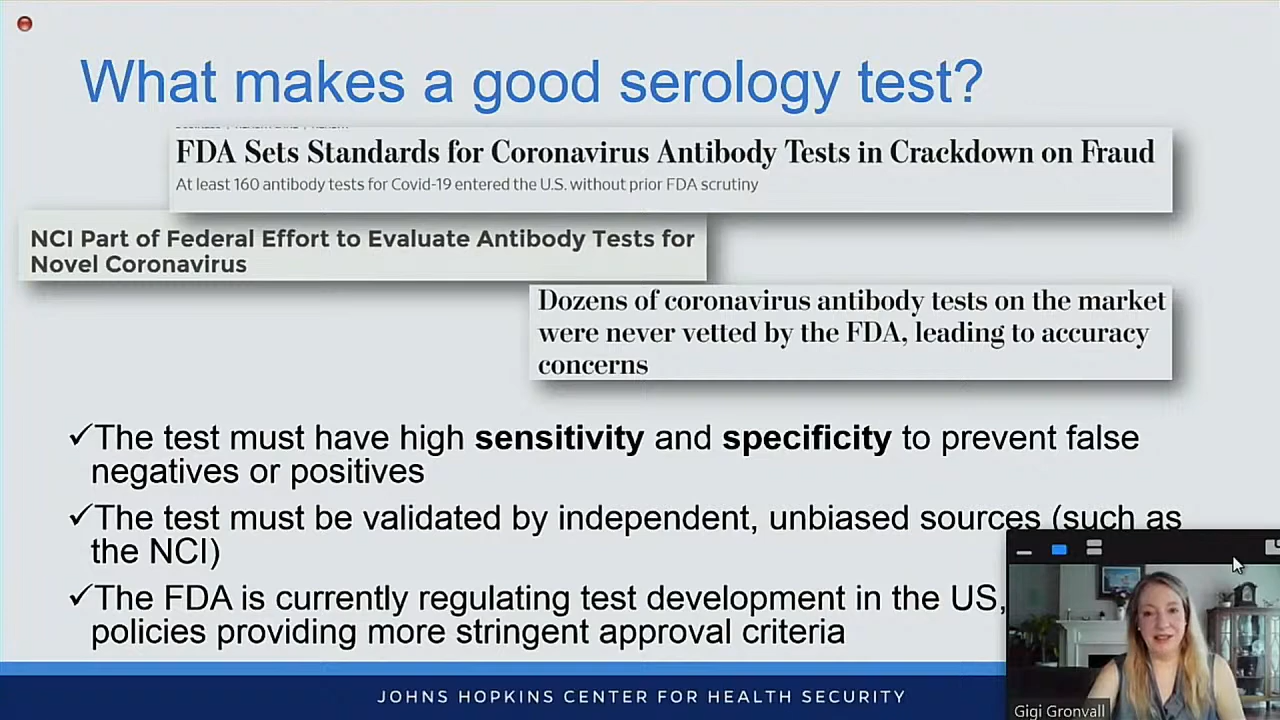 What makes a good serology test?
FDA Sets Standards for Coronavirus Antibody Tests in Crackdown on Fraud
At least 160 antibody tests for Covid-19 entered the U.S. without prior FDA scrutiny
NCI Part of Federal Effort to Evaluate Antibody Tests for
Novel Coronavirus
Dozens of coronavirus antibody tests on the market
were never vetted by the FDA, leading to accuracy
concerns
✓The test must have high sensitivity and specificity to prevent false
negatives or positives
✓The test must be validated by independent, unbiased sources (such as
the NCI)
✓The FDA is currently regulating test development in the US,
policies providing more stringent approval criteria
JOHNS HOPKINS CENTER FOR HEALTH SECURITY
Gigi Gronvall